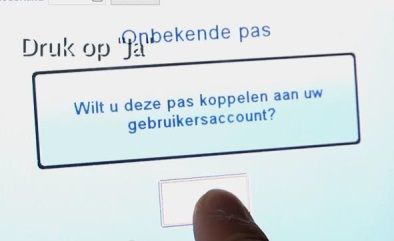 Onbekende pas
Druk op "Ja"
Wilt u deze pas koppelen aan uw
gebruikersaccount?